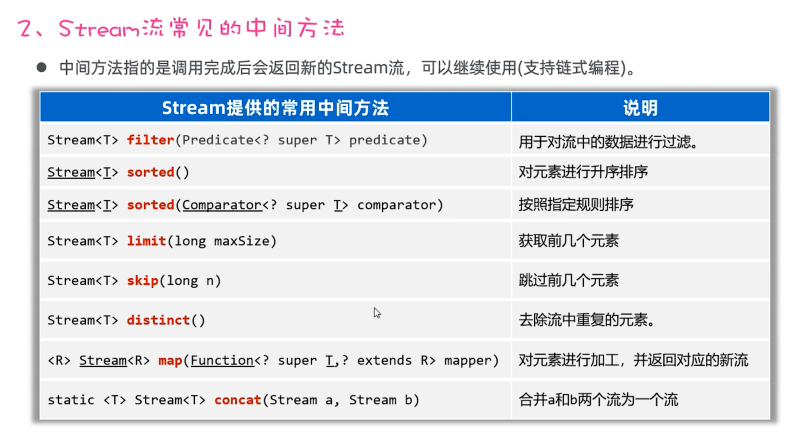 2、Stream流常见的中间方法
● 中间方法指的是调用完成后会返回新的Stream流，可以继续使用(支持链式编程)。
Stream提供的常用中间方法 说明
Stream<T> filter(Predicate<? super T> predicate) 用于对流中的数据进行过滤。
Stream<T> sorted() 对元素进行升序排序
Stream<T> sorted(Comparator<? super T> comparator) 按照指定规则排序
Stream<T> limit(long maxSize) 获取前几个元素
Stream<T> skip(long n) 跳过前几个元素
Stream<T> distinct() 去除流中重复的元素。
<R> Stream<R> map(Function<? super T,? extends R> mapper) 对元素进行加工，并返回对应的新流
static <T> Stream<T> concat(Stream a, Stream b) 合并a和b两个流为一个流